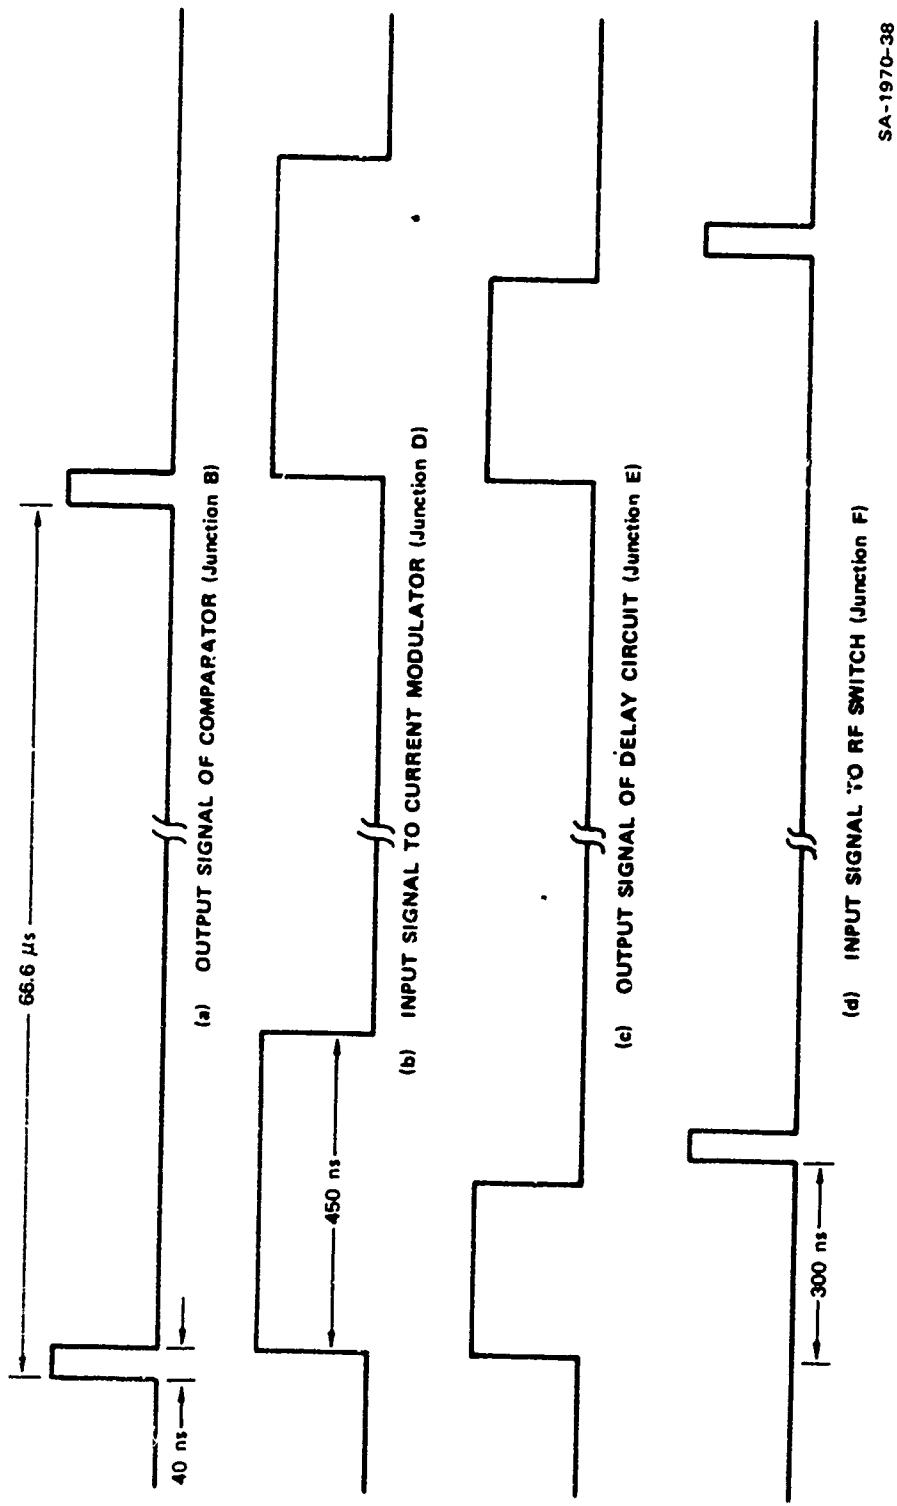 66.6 μs
40 ns
(a) OUTPUT SIGNAL OF COMPARATOR (Junction B)
450 ns
(b) INPUT SIGNAL TO CURRENT MODULATOR (Junction D)
(c) OUTPUT SIGNAL OF DELAY CIRCUIT (Junction E)
300 ns
(d) INPUT SIGNAL TO RF SWITCH (Junction F)
SA-1970-38